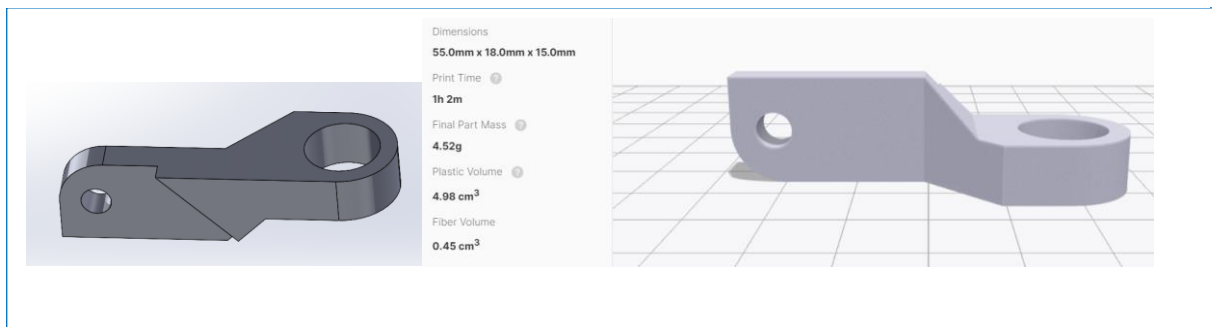 Dimensions
55.0mm x 18.0mm x 15.0mm
Print Time ?
1h 2m
Final Part Mass ?
4.52g
Plastic Volume ?
4.98 cm³
Fiber Volume
0.45 cm³